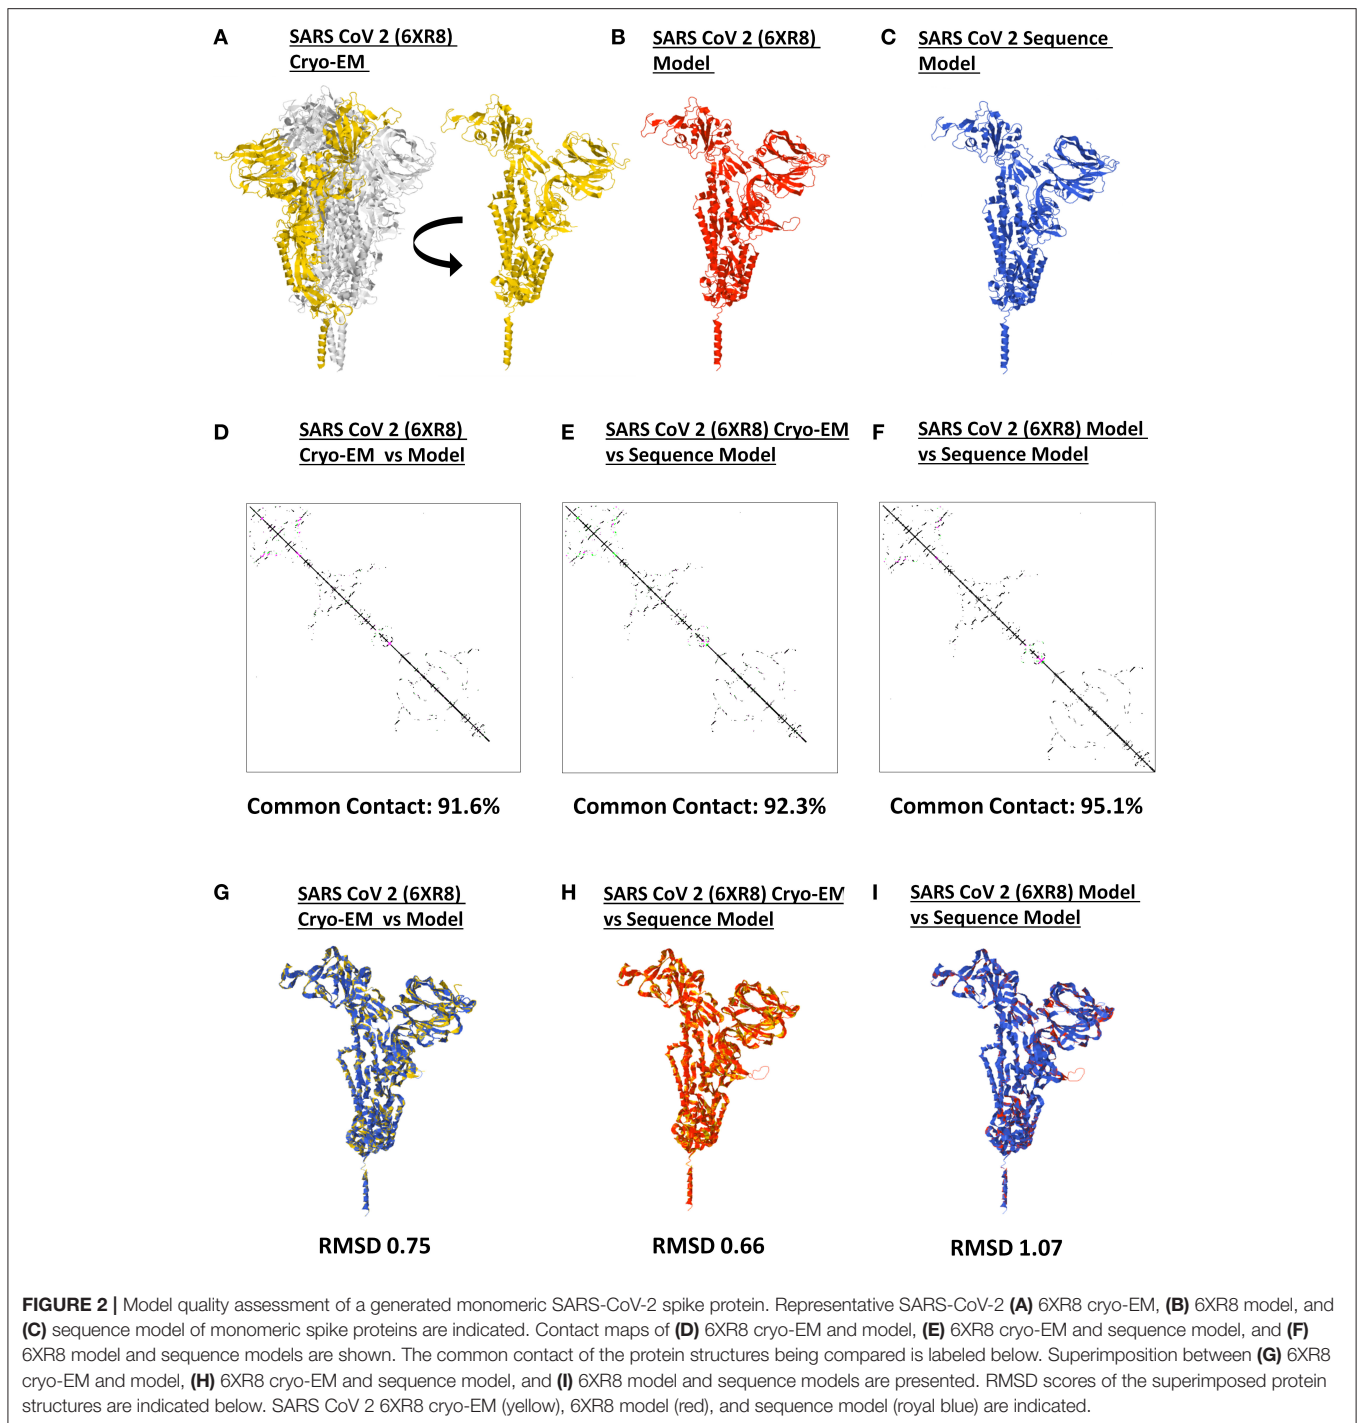 A
SARS CoV 2 (6XR8)
Cryo-EM
B
SARS CoV 2 (6XR8)
Model
C
SARS CoV 2 Sequence
Model
D
SARS CoV 2 (6XR8)
Cryo-EM vs Model
E
SARS CoV 2 (6XR8) Cryo-EM
vs Sequence Model
F
SARS CoV 2 (6XR8) Model
vs Sequence Model
Common Contact: 91.6%
Common Contact: 92.3%
Common Contact: 95.1%
G
SARS CoV 2 (6XR8)
Cryo-EM vs Model
H
SARS CoV 2 (6XR8) Cryo-EM
vs Sequence Model
I
SARS CoV 2 (6XR8) Model
vs Sequence Model
RMSD 0.75
RMSD 0.66
RMSD 1.07
FIGURE 2 | Model quality assessment of a generated monomeric SARS-CoV-2 spike protein. Representative SARS-CoV-2 (A) 6XR8 cryo-EM, (B) 6XR8 model, and
(C) sequence model of monomeric spike proteins are indicated. Contact maps of (D) 6XR8 cryo-EM and model, (E) 6XR8 cryo-EM and sequence model, and (F)
6XR8 model and sequence models are shown. The common contact of the protein structures being compared is labeled below. Superimposition between (G) 6XR8
cryo-EM and model, (H) 6XR8 cryo-EM and sequence model, and (I) 6XR8 model and sequence models are presented. RMSD scores of the superimposed protein
structures are indicated below. SARS CoV 2 6XR8 cryo-EM (yellow), 6XR8 model (red), and sequence model (royal blue) are indicated.